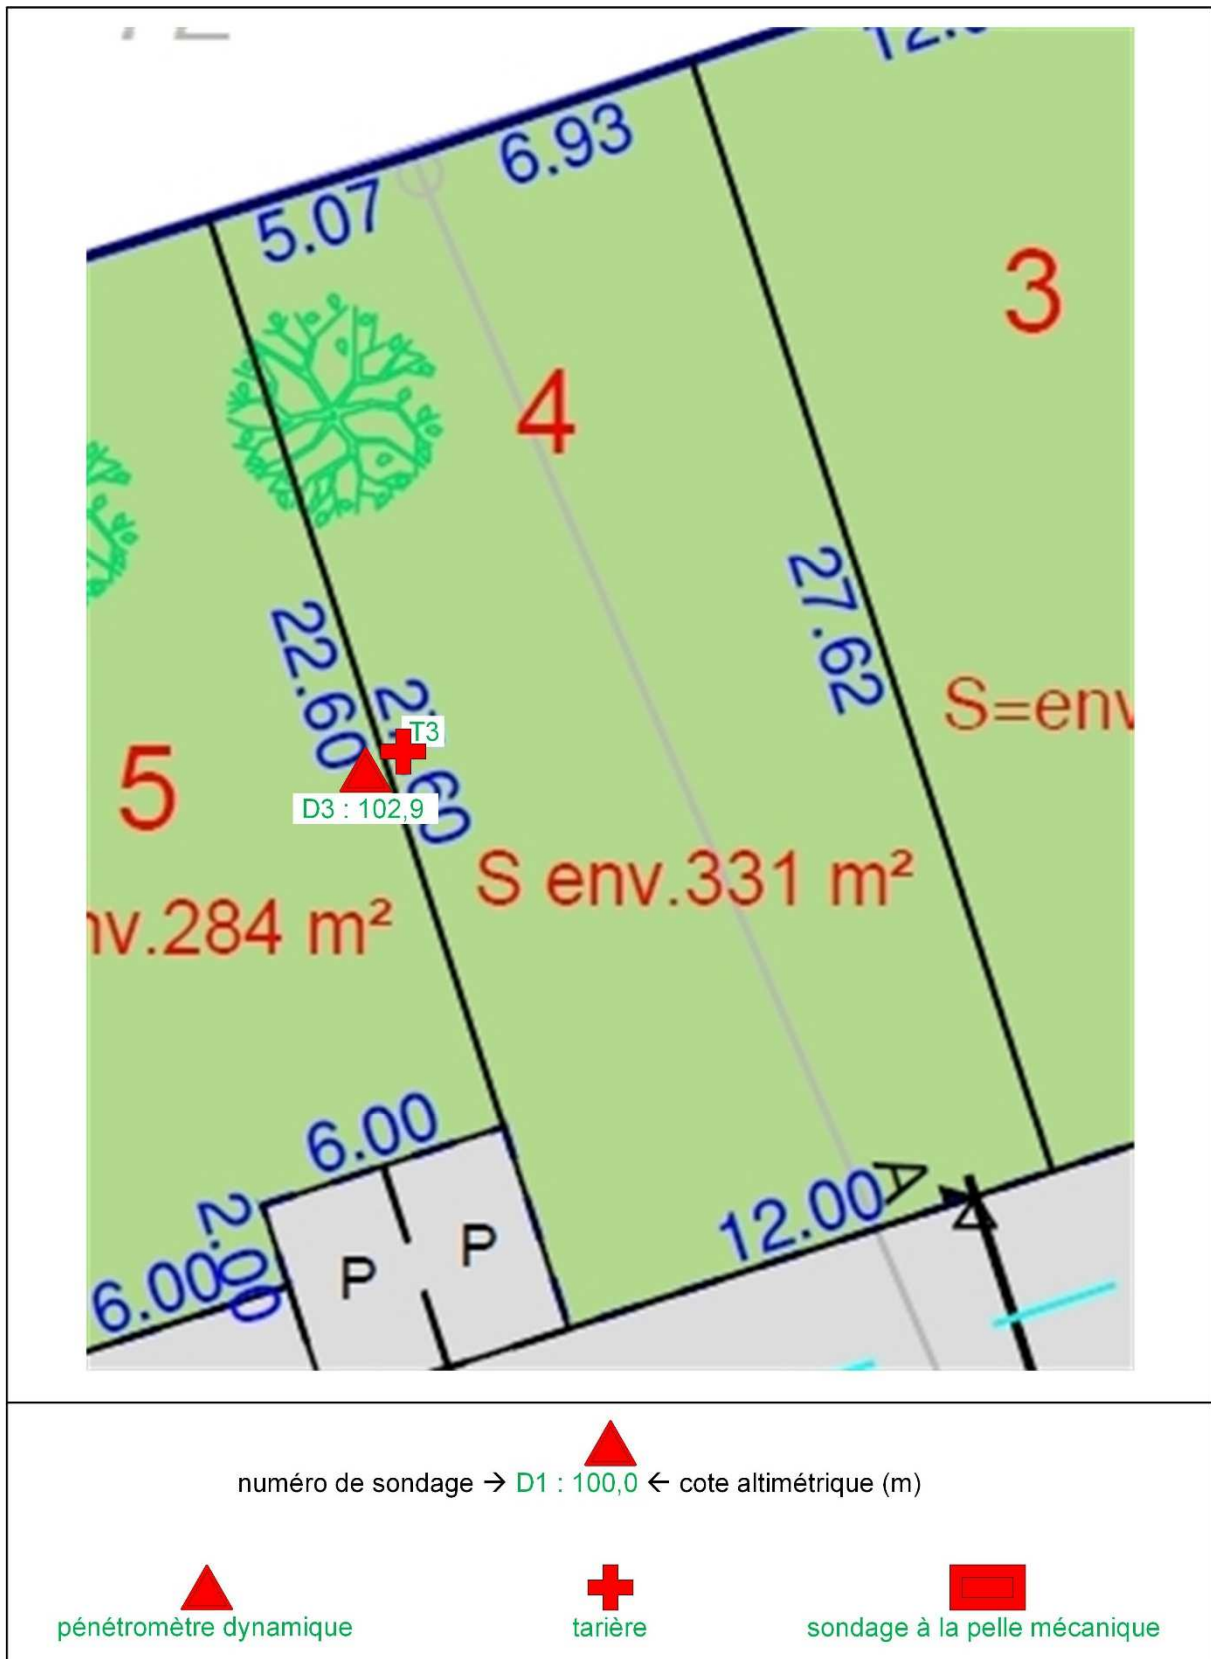 6.93
5.07
3
4
27.62
22.60
S=env
T3
5
D3 : 102,9
S env.331 m²
nv.284 m²
6.00
A
12.00
2.00
P
P
6.00
numéro de sondage → D1 : 100,0 ← cote altimétrique (m)
pénétromètre dynamique
tarière
sondage à la pelle mécanique